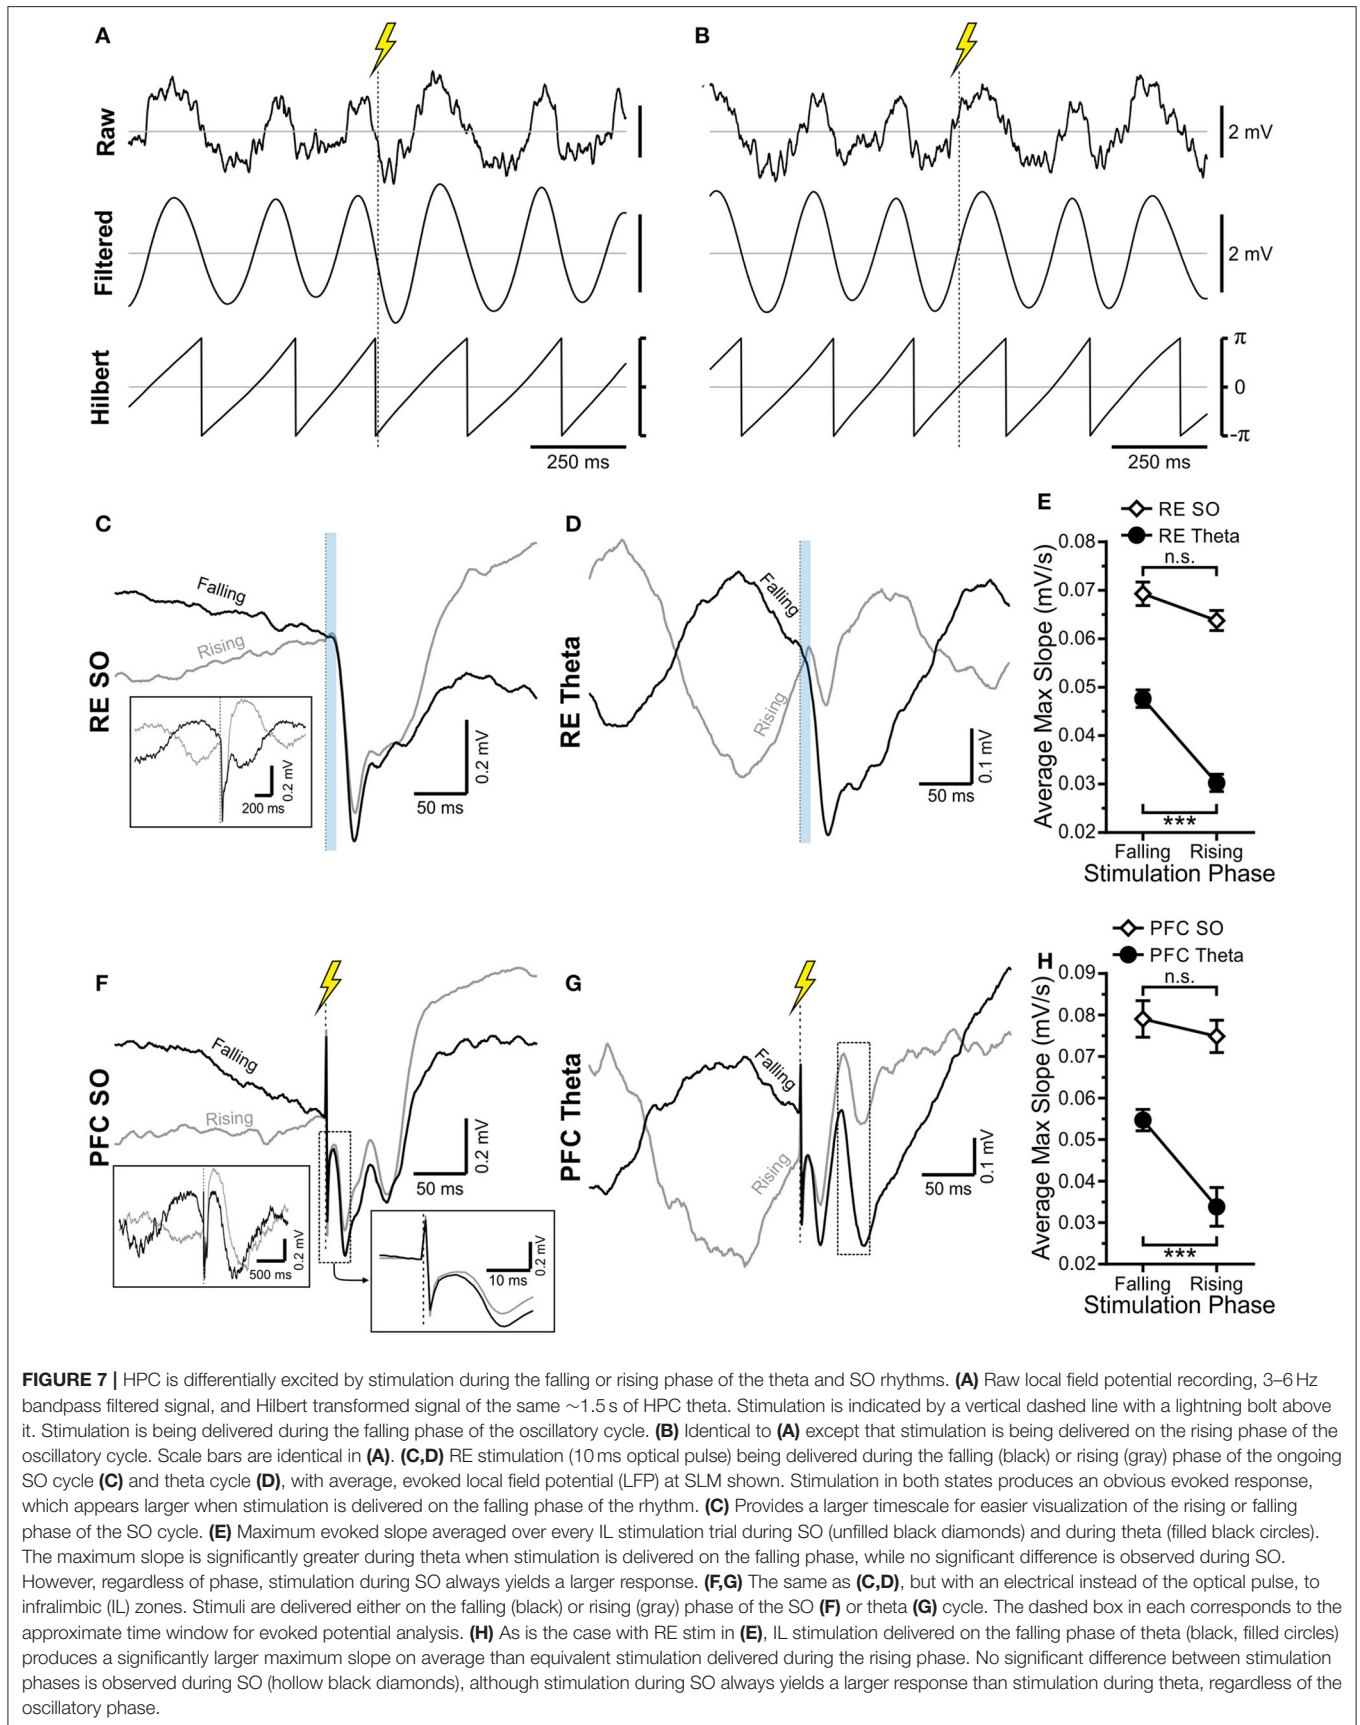 A
B
Raw
2 mV
Filtered
2 mV
Hilbert
π
0
-π
250 ms
250 ms
C
D
E
RE SO
RE Theta
RE SO
Falling
Rising
0.2 mV
200 ms
0.2 mV
50 ms
RE Theta
Falling
Rising
0.1 mV
50 ms
Average Max Slope (mV/s)
0.08
0.07
0.06
0.05
0.04
0.03
0.02
n.s.
***
Falling Rising
Stimulation Phase
F
G
H
PFC SO
PFC Theta
PFC SO
Falling
Rising
0.2 mV
500 ms
0.2 mV
50 ms
10 ms
0.2 mV
PFC Theta
Falling
Rising
0.1 mV
50 ms
Average Max Slope (mV/s)
0.09
0.08
0.07
0.06
0.05
0.04
0.03
0.02
n.s.
***
Falling Rising
Stimulation Phase
FIGURE 7 | HPC is differentially excited by stimulation during the falling or rising phase of the theta and SO rhythms. (A) Raw local field potential recording, 3–6 Hz
bandpass filtered signal, and Hilbert transformed signal of the same ∼1.5 s of HPC theta. Stimulation is indicated by a vertical dashed line with a lightning bolt above
it. Stimulation is being delivered during the falling phase of the oscillatory cycle. (B) Identical to (A) except that stimulation is being delivered on the rising phase of the
oscillatory cycle. Scale bars are identical in (A). (C,D) RE stimulation (10 ms optical pulse) being delivered during the falling (black) or rising (gray) phase of the ongoing
SO cycle (C) and theta cycle (D), with average, evoked local field potential (LFP) at SLM shown. Stimulation in both states produces an obvious evoked response,
which appears larger when stimulation is delivered on the falling phase of the rhythm. (C) Provides a larger timescale for easier visualization of the rising or falling
phase of the SO cycle. (E) Maximum evoked slope averaged over every IL stimulation trial during SO (unfilled black diamonds) and during theta (filled black circles).
The maximum slope is significantly greater during theta when stimulation is delivered on the falling phase, while no significant difference is observed during SO.
However, regardless of phase, stimulation during SO always yields a larger response. (F,G) The same as (C,D), but with an electrical instead of the optical pulse, to
infralimbic (IL) zones. Stimuli are delivered either on the falling (black) or rising (gray) phase of the SO (F) or theta (G) cycle. The dashed box in each corresponds to the
approximate time window for evoked potential analysis. (H) As is the case with RE stim in (E), IL stimulation delivered on the falling phase of theta (black, filled circles)
produces a significantly larger maximum slope on average than equivalent stimulation delivered during the rising phase. No significant difference between stimulation
phases is observed during SO (hollow black diamonds), although stimulation during SO always yields a larger response than stimulation during theta, regardless of the
oscillatory phase.